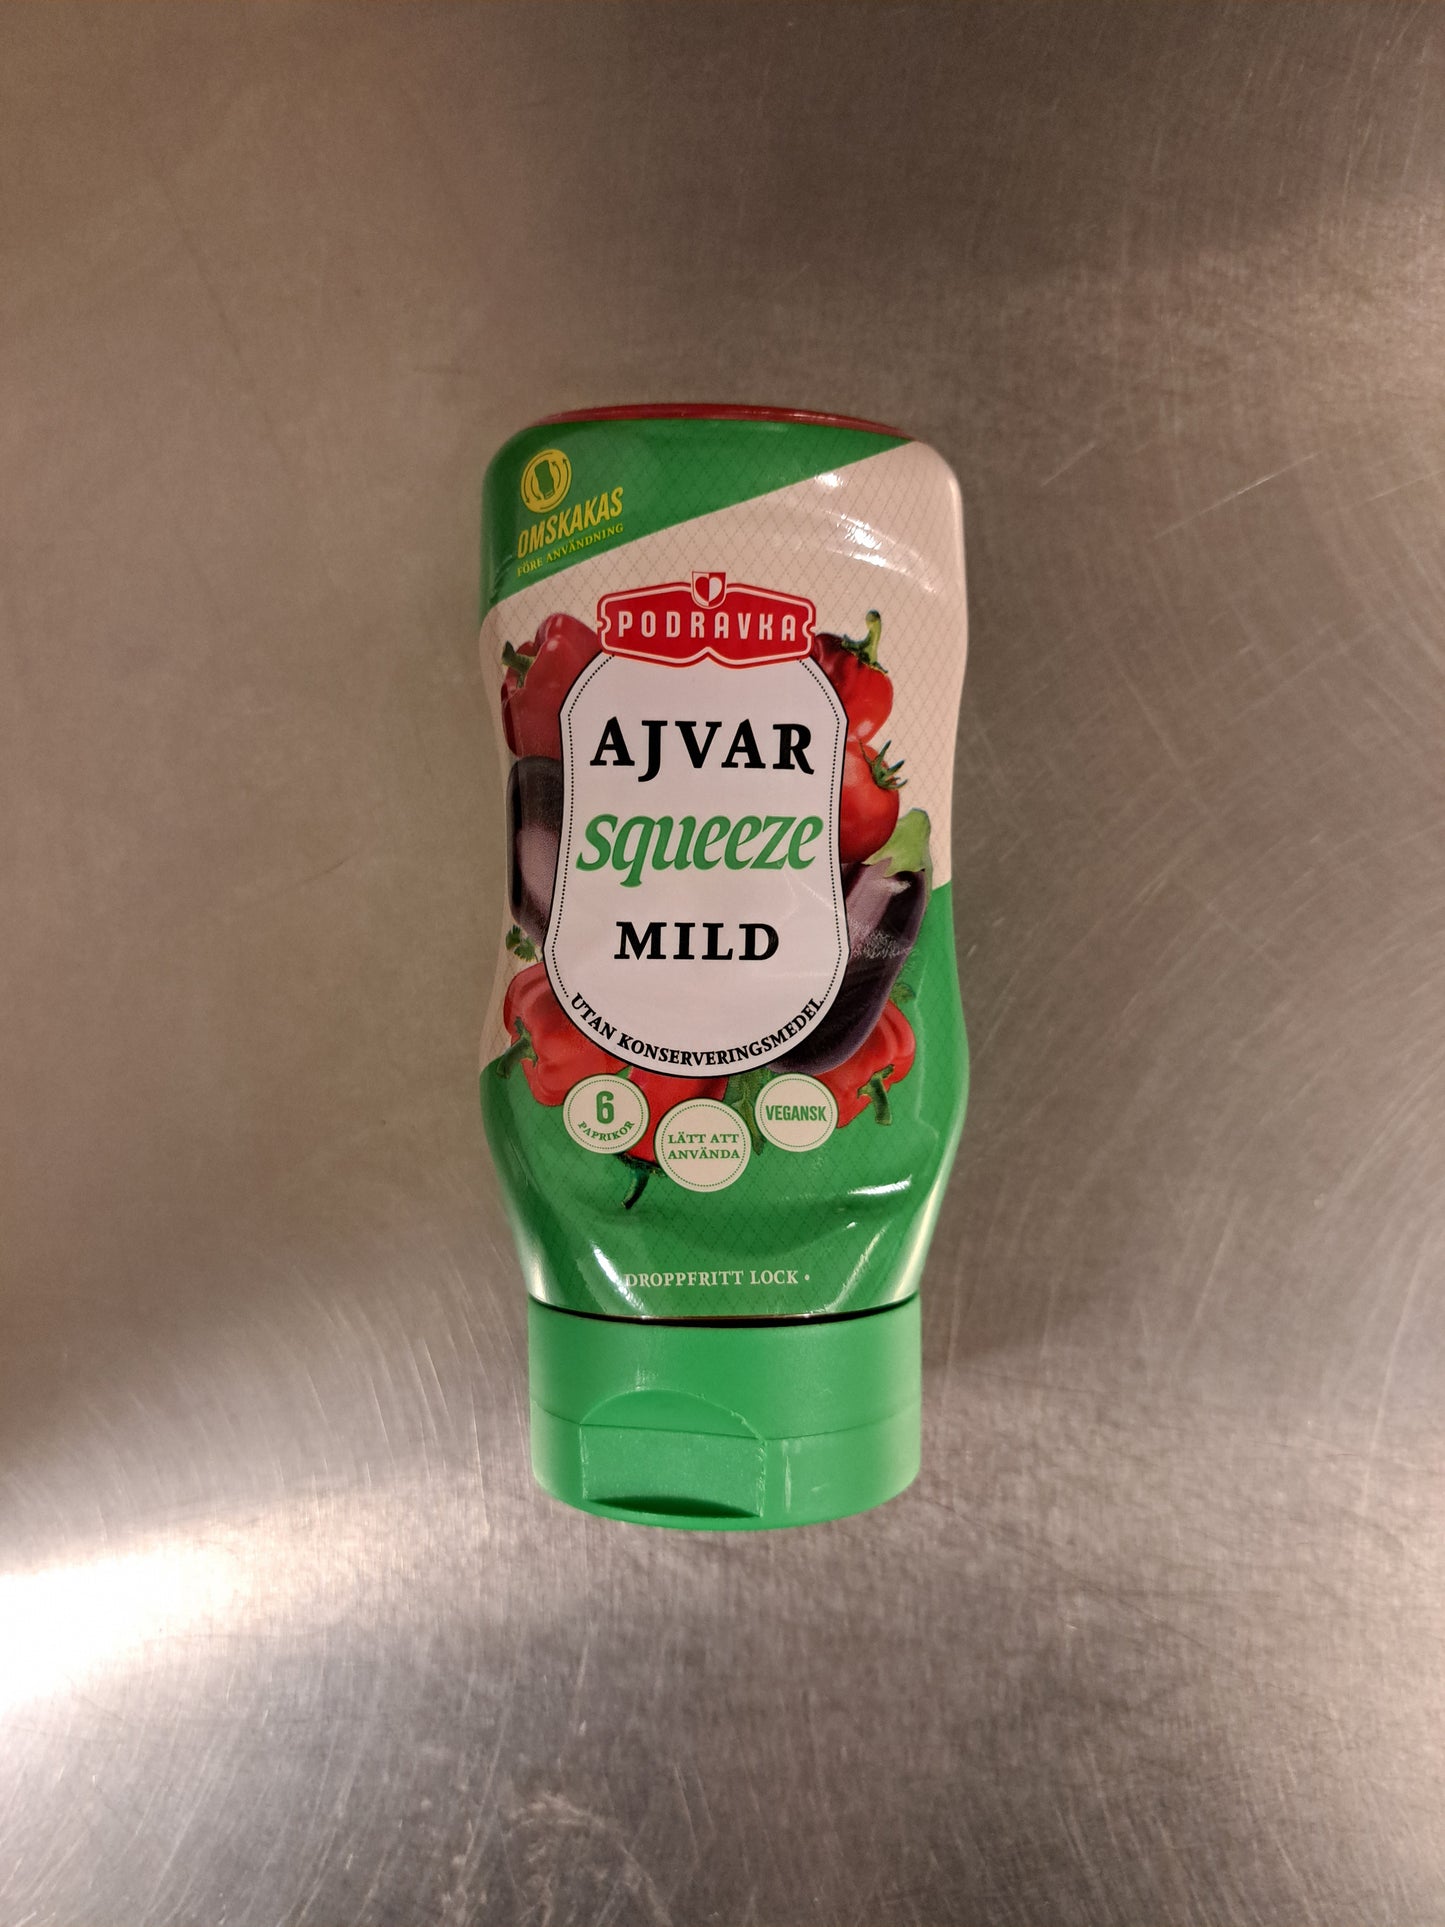 OMSKAKAS
FÖRE ANVÄNDNING
PODRAVKA
AJVAR
squeeze
MILD
UTAN KONSERVERINGSMEDEL
6
PAPRIKOR
LÄTT ATT
ANVÄNDA
VEGANSK
DROPPFRITT LOCK •